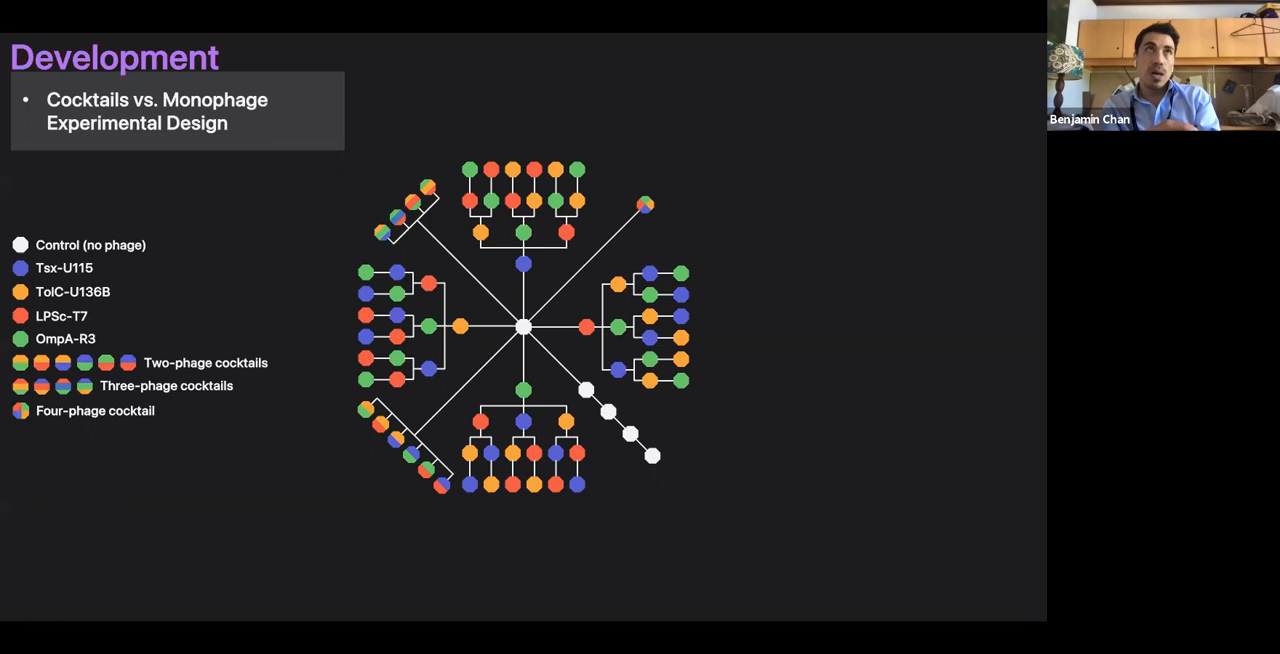 Development
• Cocktails vs. Monophage
Experimental Design
Control (no phage)
Tsx-U115
TolC-U136B
LPSc-T7
OmpA-R3
Two-phage cocktails
Three-phage cocktails
Four-phage cocktail
Benjamin Chan